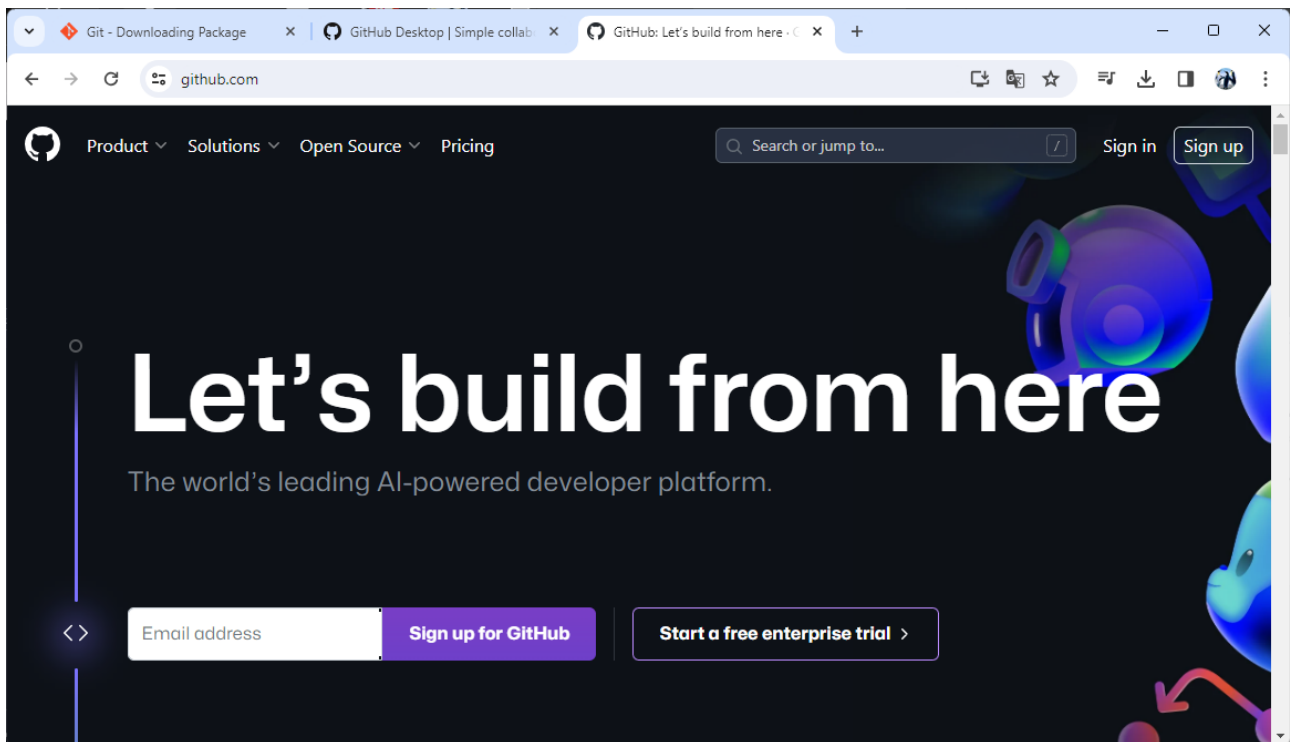 Git - Downloading Package
GitHub Desktop | Simple collab
GitHub: Let's build from here · G
github.com
Product
Solutions
Open Source
Pricing
Search or jump to...
/
Sign in
Sign up
Let's build from here
The world's leading AI-powered developer platform.
Email address
Sign up for GitHub
Start a free enterprise trial